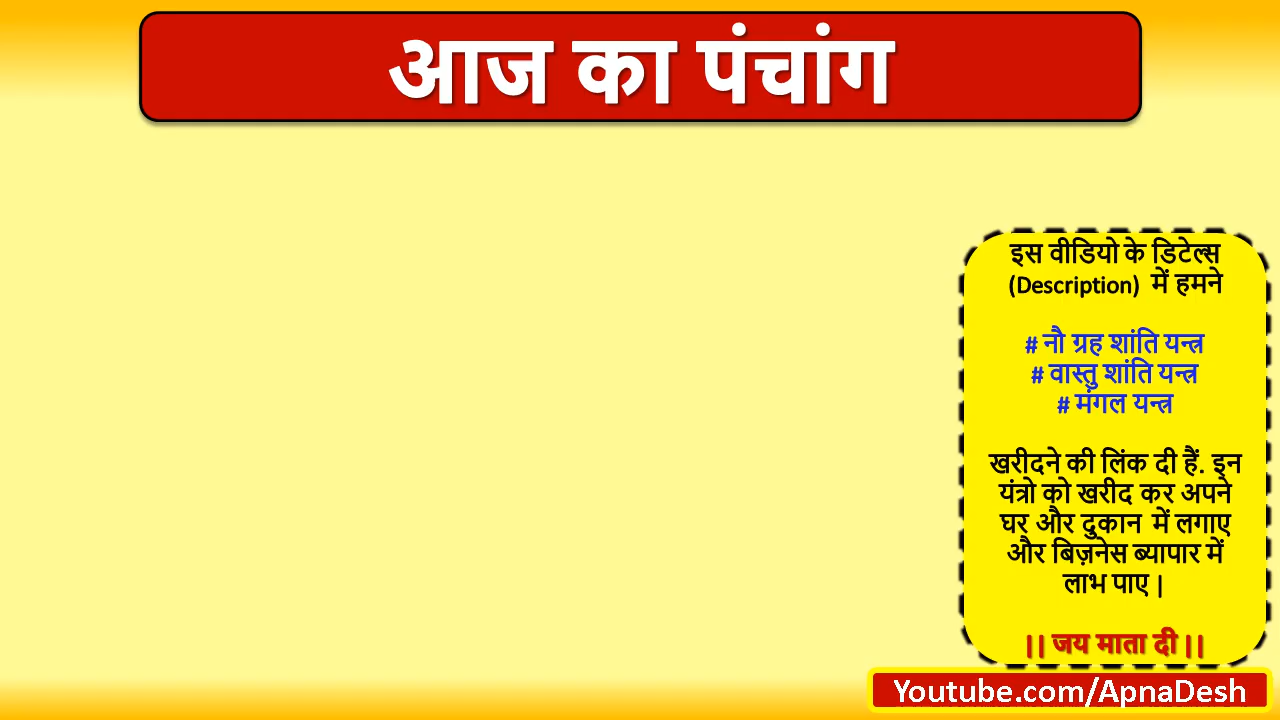 आज का पंचांग
इस वीडियो के डिटेल्स
(Description) में हमने
# नौ ग्रह शांति यन्त्र
# वास्तु शांति यन्त्र
# मंगल यन्त्र
खरीदने की लिंक दी हैं. इन
यंत्रो को खरीद कर अपने
घर और दुकान में लगाए
और बिज़नेस ब्यापार में
लाभ पाए |
|| जय माता दी ||
Youtube.com/ApnaDesh